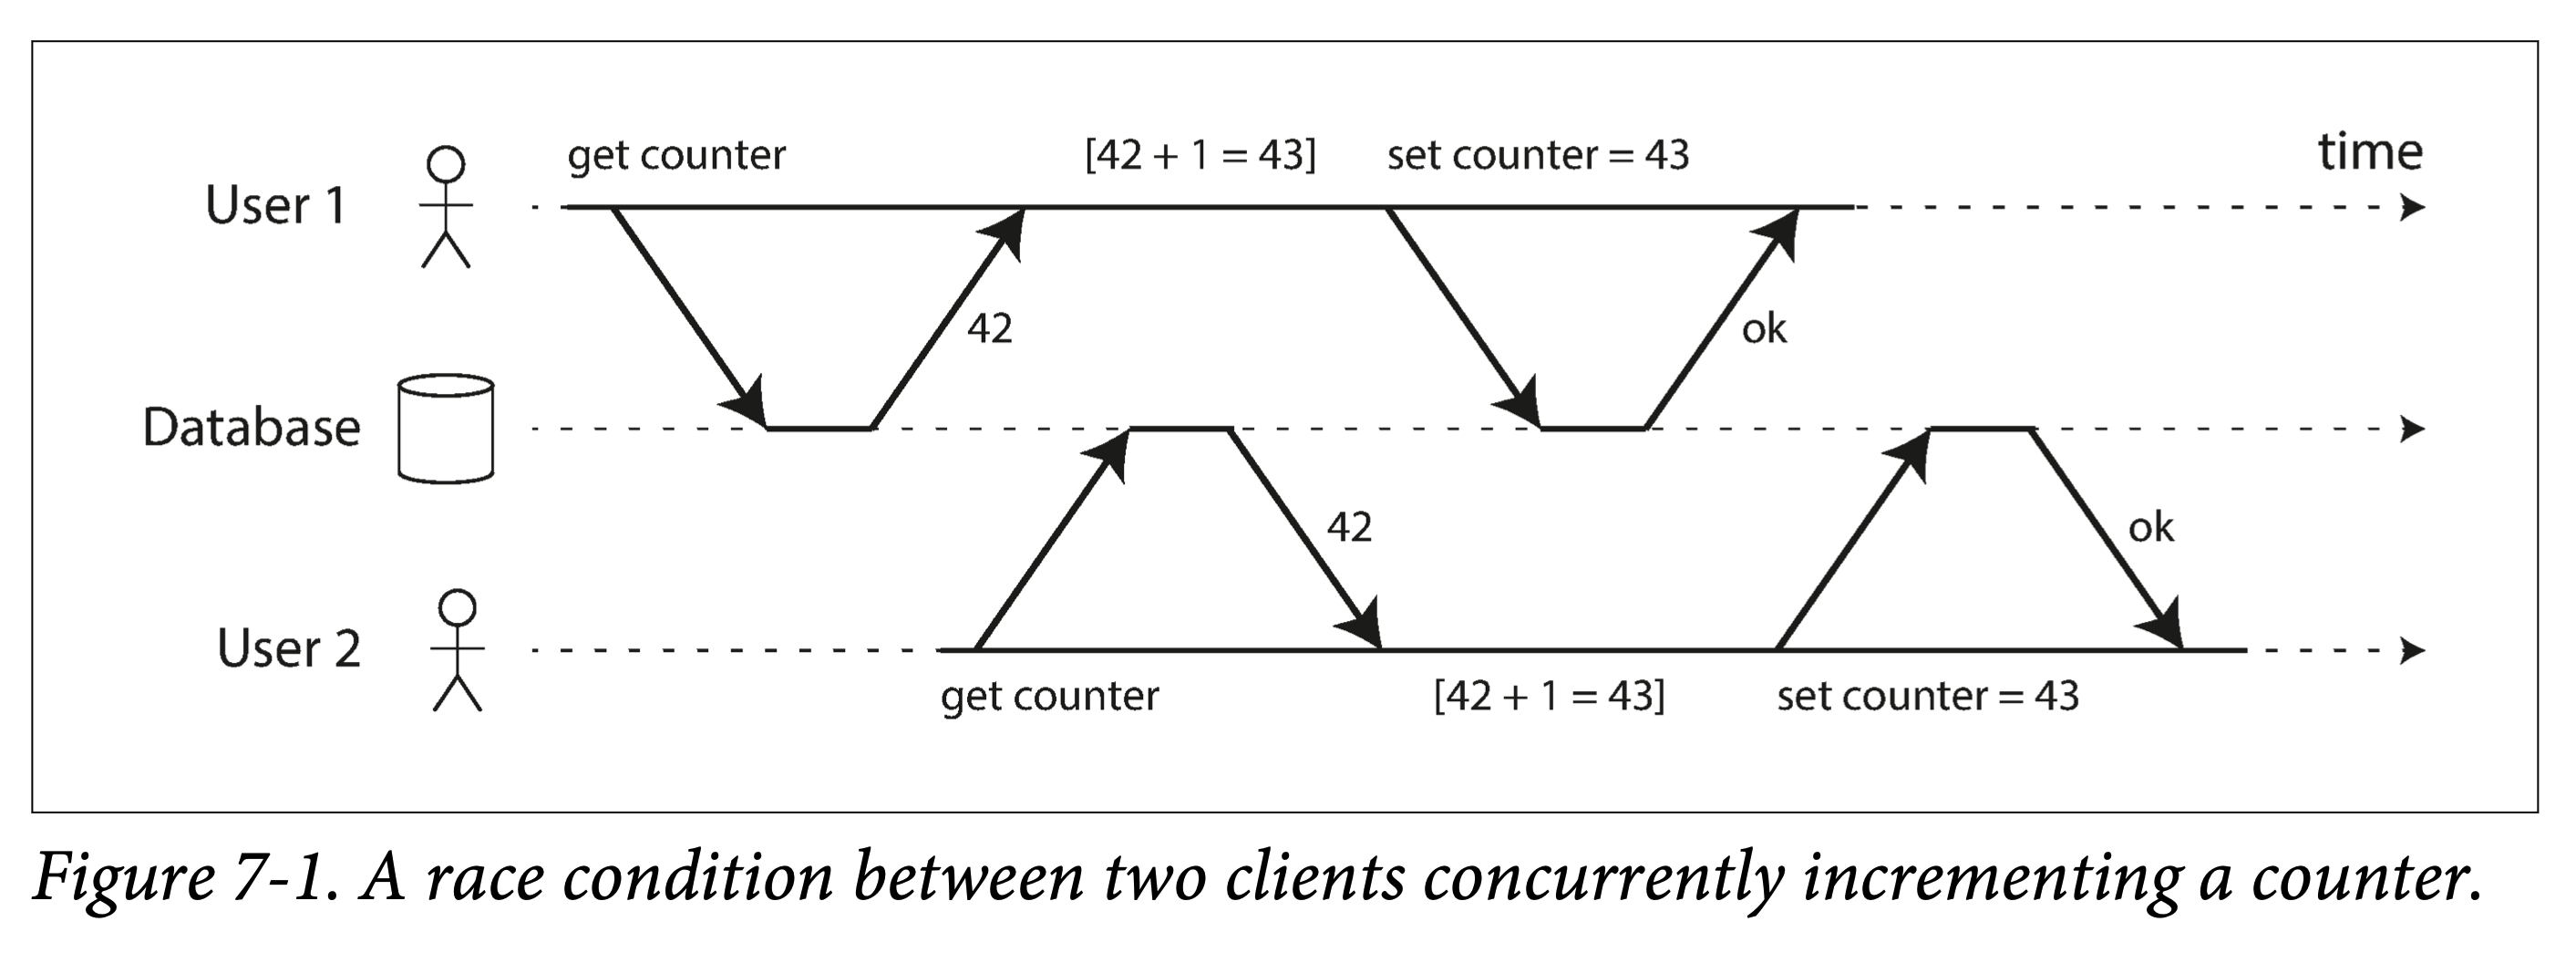 get counter [42 + 1 = 43] set counter = 43 time
User 1
42 ok
Database
42 ok
User 2
get counter [42 + 1 = 43] set counter = 43
Figure 7-1. A race condition between two clients concurrently incrementing a counter.